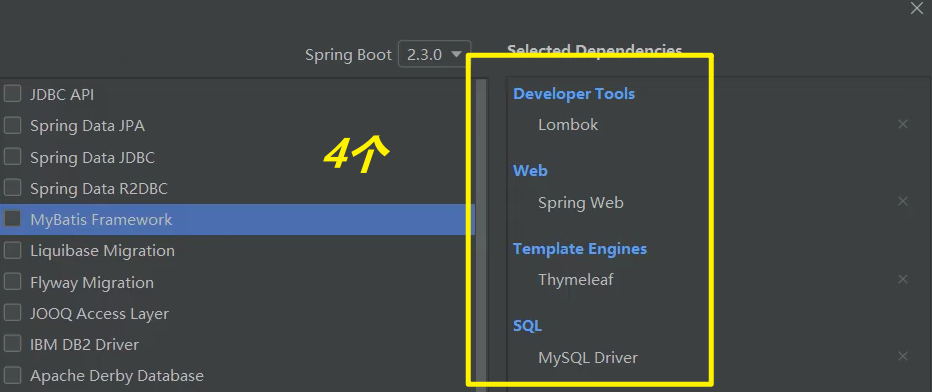 Spring Boot 2.3.0
Selected Dependencies
JDBC API
Spring Data JPA
Spring Data JDBC
Spring Data R2DBC
MyBatis Framework
Liquibase Migration
Flyway Migration
JOOQ Access Layer
IBM DB2 Driver
Apache Derby Database
4个
Developer Tools
Lombok
Web
Spring Web
Template Engines
Thymeleaf
SQL
MySQL Driver